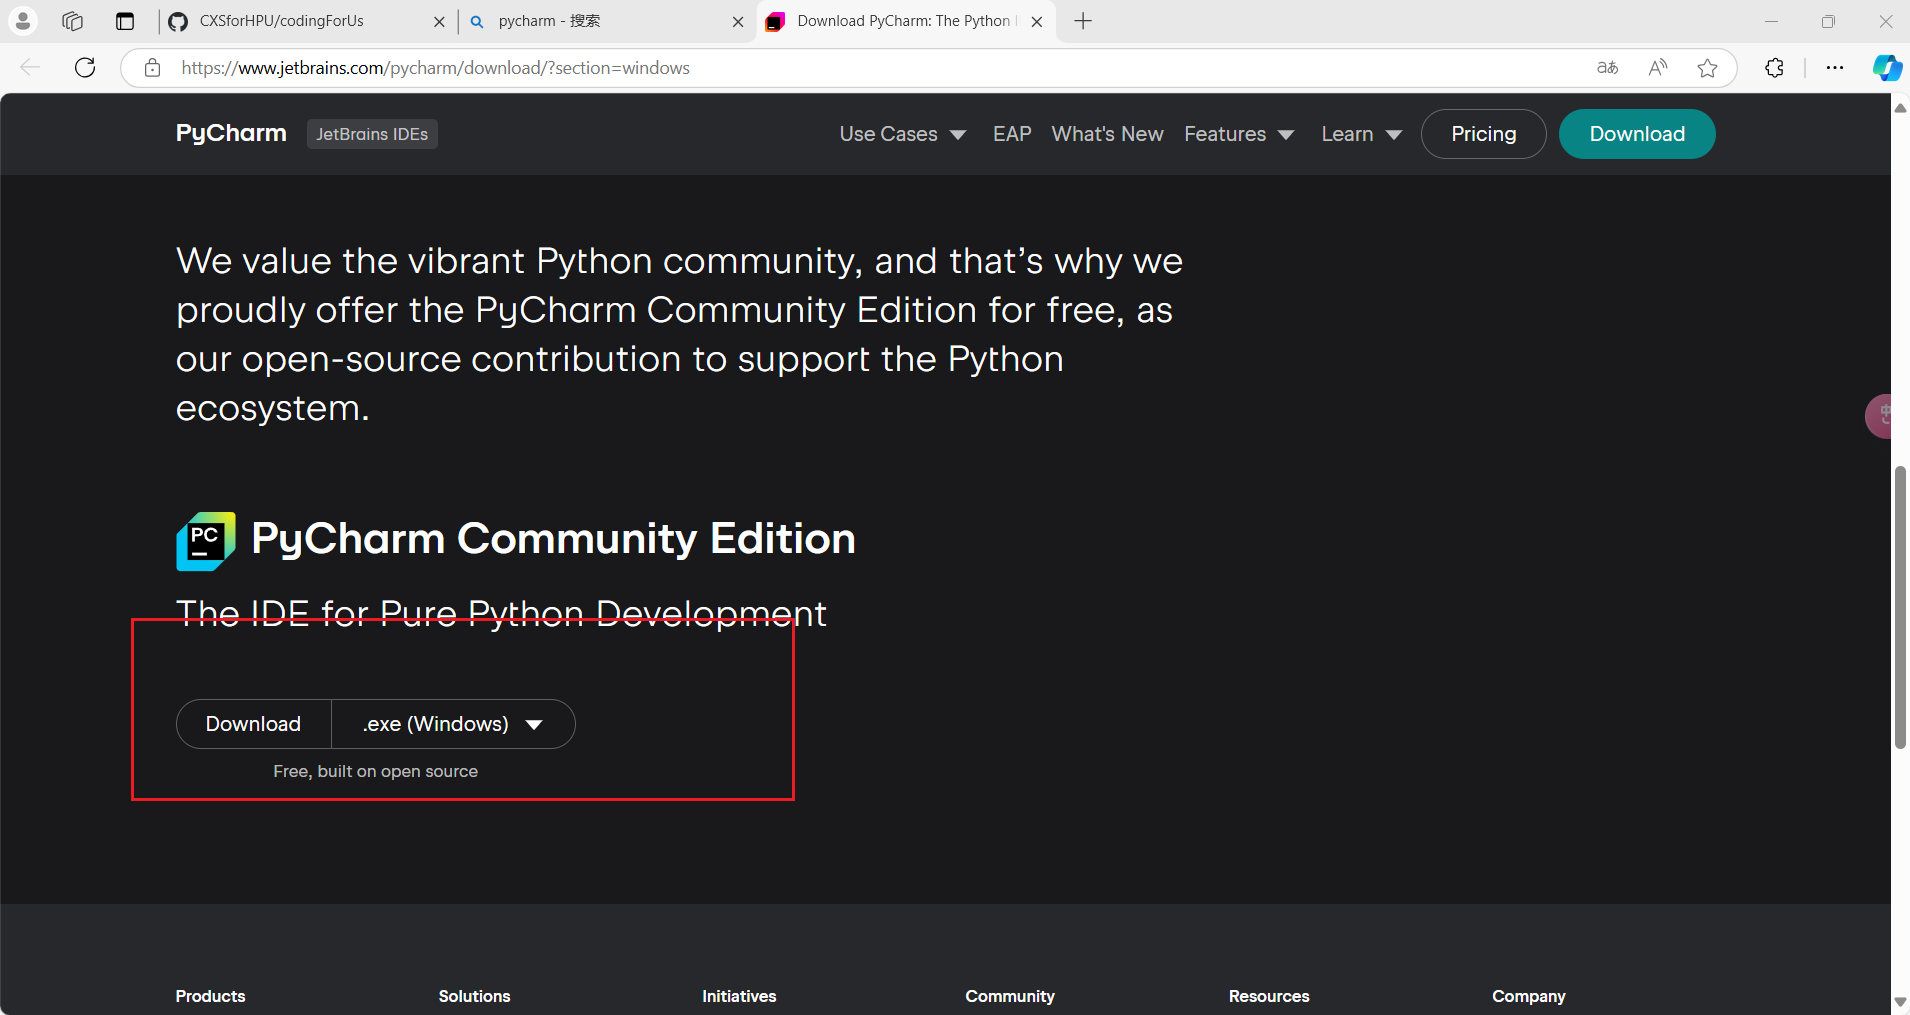 CXSforHPU/codingForUs
pycharm - 搜索
Download PyCharm: The Python
https://www.jetbrains.com/pycharm/download/?section=windows
PyCharm
JetBrains IDEs
Use Cases
EAP
What's New
Features
Learn
Pricing
Download
We value the vibrant Python community, and that’s why we
proudly offer the PyCharm Community Edition for free, as
our open-source contribution to support the Python
ecosystem.
PC
PyCharm Community Edition
The IDE for Pure Python Development
Download
.exe (Windows)
Free, built on open source
Products
Solutions
Initiatives
Community
Resources
Company